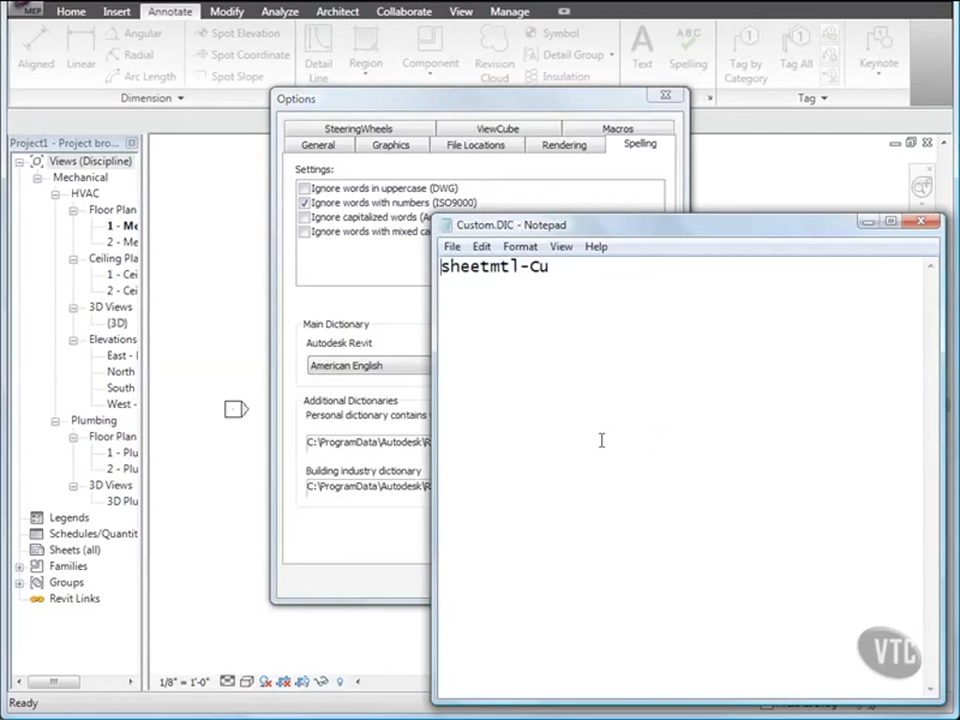 MEP Home Insert Annotate Modify Analyze Architect Collaborate View Manage
Aligned Linear Angular Radial Arc Length
Spot Elevation Spot Coordinate Spot Slope
Detail Line Region Component Revision Cloud
Symbol Detail Group Insulation
ABC
Text Spelling Tag by Category Tag All Keynote
Dimension Tag
Project1 - Project bro...
Views (Discipline)
Mechanical
HVAC
Floor Plan
1 - Me
2 - Me
Ceiling Pla
1 - Cei
2 - Cei
3D Views
{3D}
Elevations
East -
North
South
West -
Plumbing
Floor Plan
1 - Plu
2 - Plu
3D Views
3D Plu
Legends
Schedules/Quantit
Sheets (all)
Families
Groups
Revit Links
Options
SteeringWheels ViewCube Macros
General Graphics File Locations Rendering Spelling
Settings:
Ignore words in uppercase (DWG)
Ignore words with numbers (ISO9000)
Ignore capitalized words (Au
Ignore words with mixed ca
Main Dictionary
Autodesk Revit
American English
Additional Dictionaries
Personal dictionary contains
C:\ProgramData\Autodesk\R
Building industry dictionary
C:\ProgramData\Autodesk\R
Custom.DIC - Notepad
File Edit Format View Help
sheetmtl-Cu
VTC
1/8" = 1'-0"
Ready